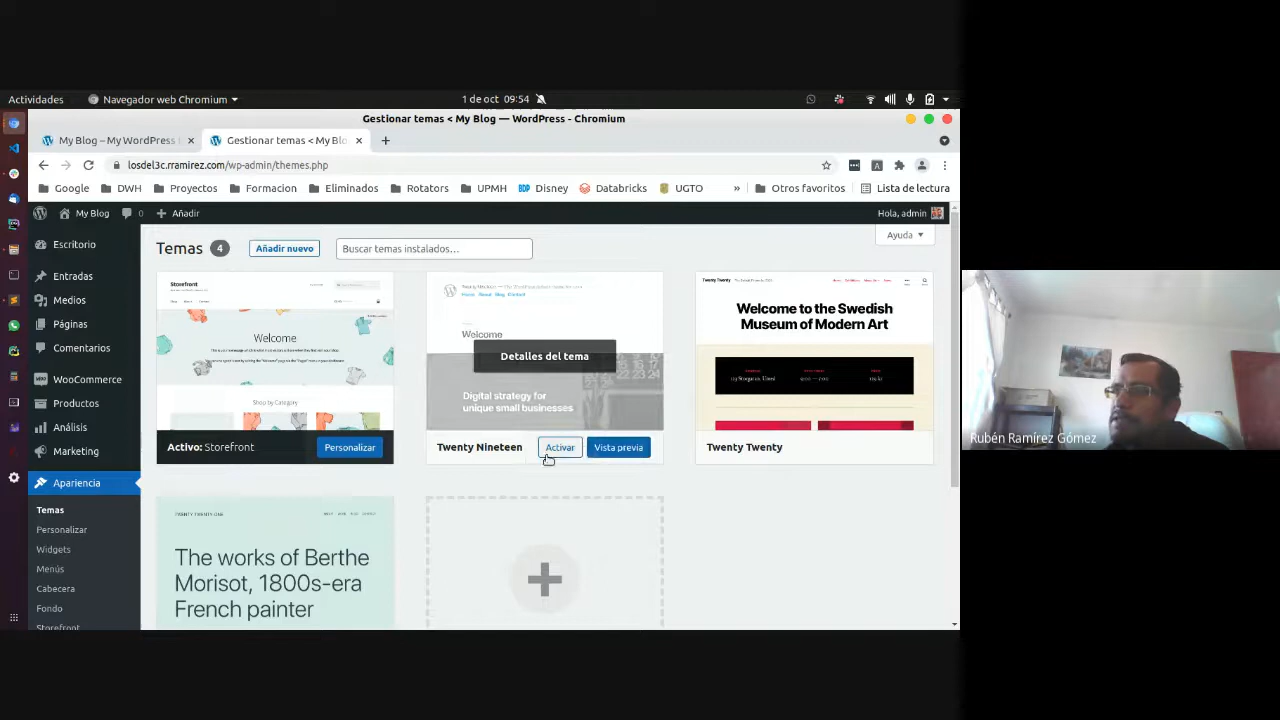 Actividades
Navegador web Chromium
1 de oct 09:54
Gestionar temas < My Blog — WordPress - Chromium
My Blog – My WordPress
Gestionar temas < My Bl
losdel3c.rramirez.com/wp-admin/themes.php
Google
DWH
Proyectos
Formacion
Eliminados
Rotators
UPMH
BDP Disney
Databricks
UGTO
»
Otros favoritos
Lista de lectura
My Blog
0
Añadir
Hola, admin
Escritorio
Entradas
Medios
Páginas
Comentarios
WooCommerce
Productos
Análisis
Marketing
Apariencia
Temas
Personalizar
Widgets
Menús
Cabecera
Fondo
Storefront
Temas 4
Añadir nuevo
Buscar temas instalados...
Ayuda
Storefront
Welcome
Shop by Category
Activo: Storefront
Personalizar
Welcome
Detalles del tema
Digital strategy for
unique small businesses
Twenty Nineteen
Activar
Vista previa
Twenty Twenty
Welcome to the Swedish
Museum of Modern Art
Twenty Twenty
TWENTY TWENTY-ONE
The works of Berthe
Morisot, 1800s-era
French painter
Rubén Ramírez Gómez